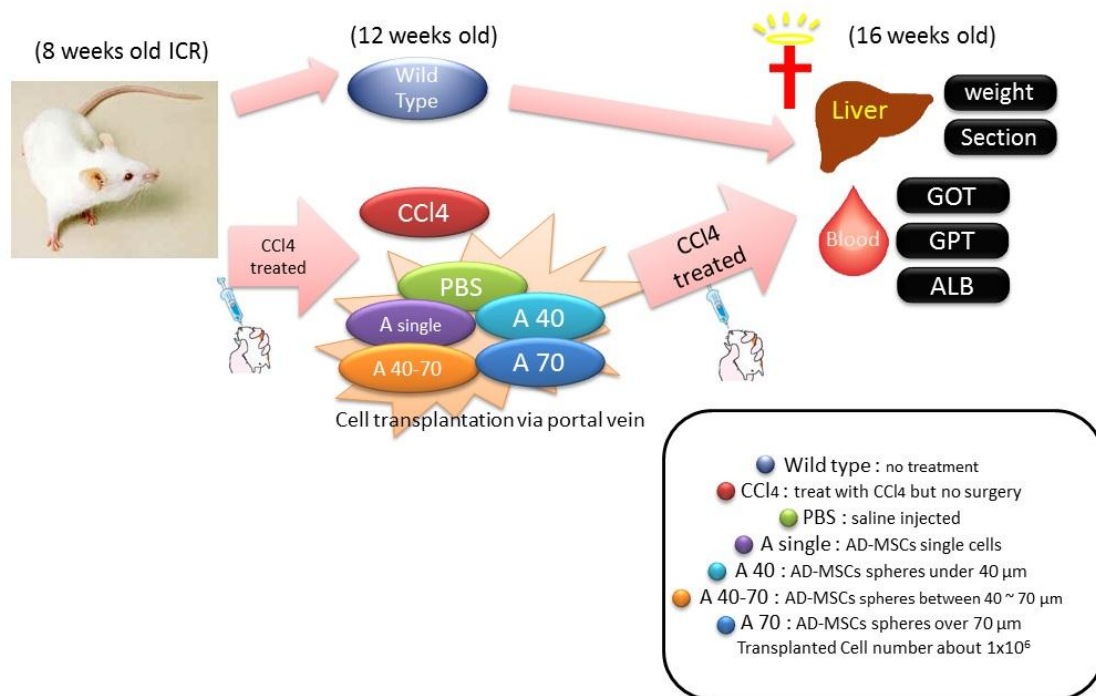 (8 weeks old ICR)
(12 weeks old)
(16 weeks old)
Wild
Type
Liver
weight
Section
CCl4
treated
CCl4
PBS
A single
A 40
A 40-70
A 70
Cell transplantation via portal vein
CCl4
treated
Blood
GOT
GPT
ALB
Wild type : no treatment
CCl4 : treat with CCl4 but no surgery
PBS : saline injected
A single : AD-MSCs single cells
A 40 : AD-MSCs spheres under 40 µm
A 40-70 : AD-MSCs spheres between 40 ~ 70 µm
A 70 : AD-MSCs spheres over 70 µm
Transplanted Cell number about 1x10⁶